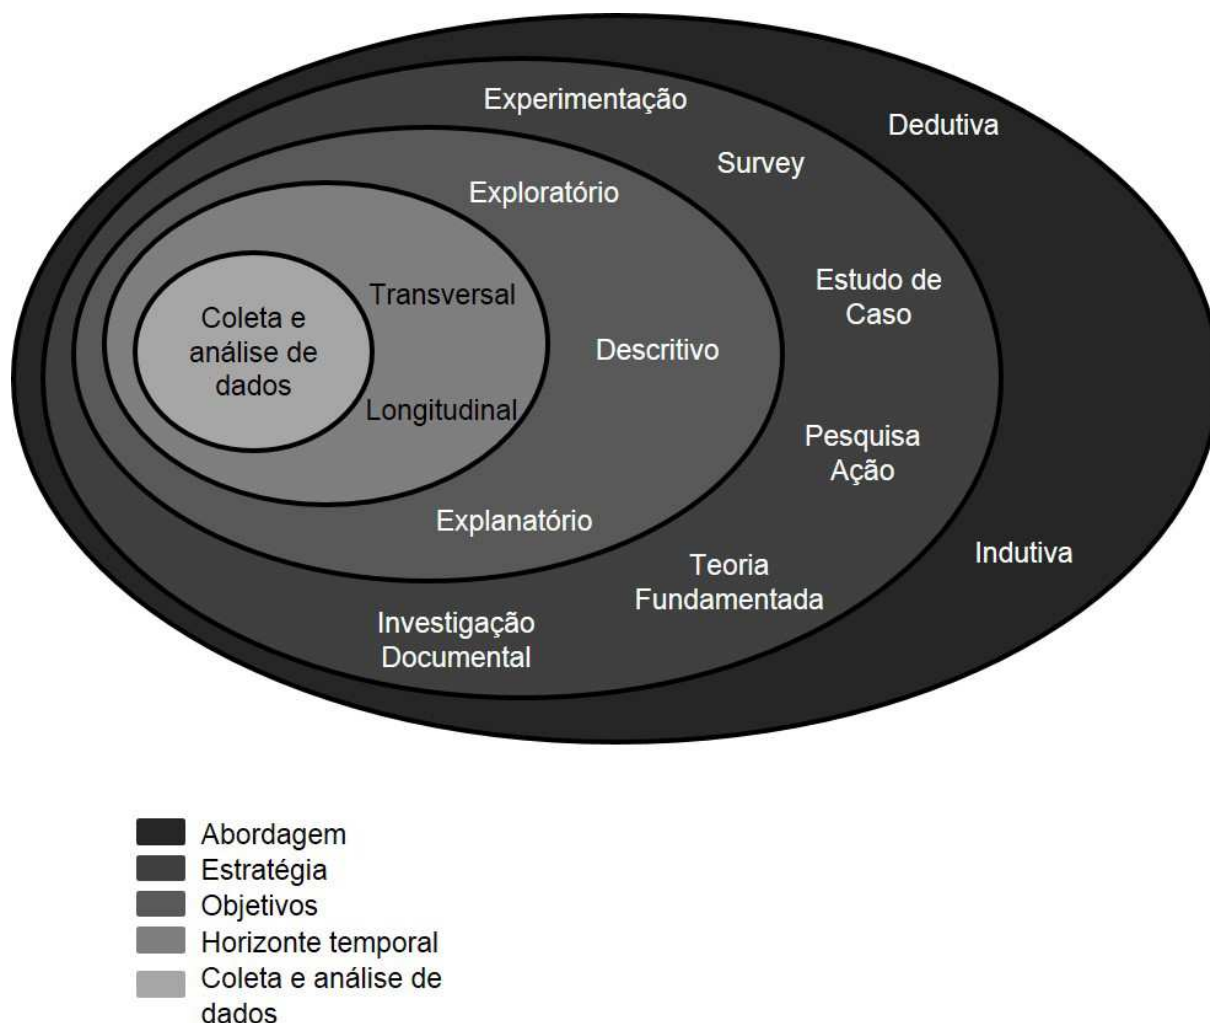 Experimentação
Dedutiva
Survey
Exploratório
Estudo de
Caso
Transversal
Coleta e
análise de
dados
Descritivo
Longitudinal
Pesquisa
Ação
Explanatório
Indutiva
Teoria
Fundamentada
Investigação
Documental
Abordagem
Estratégia
Objetivos
Horizonte temporal
Coleta e análise de
dados